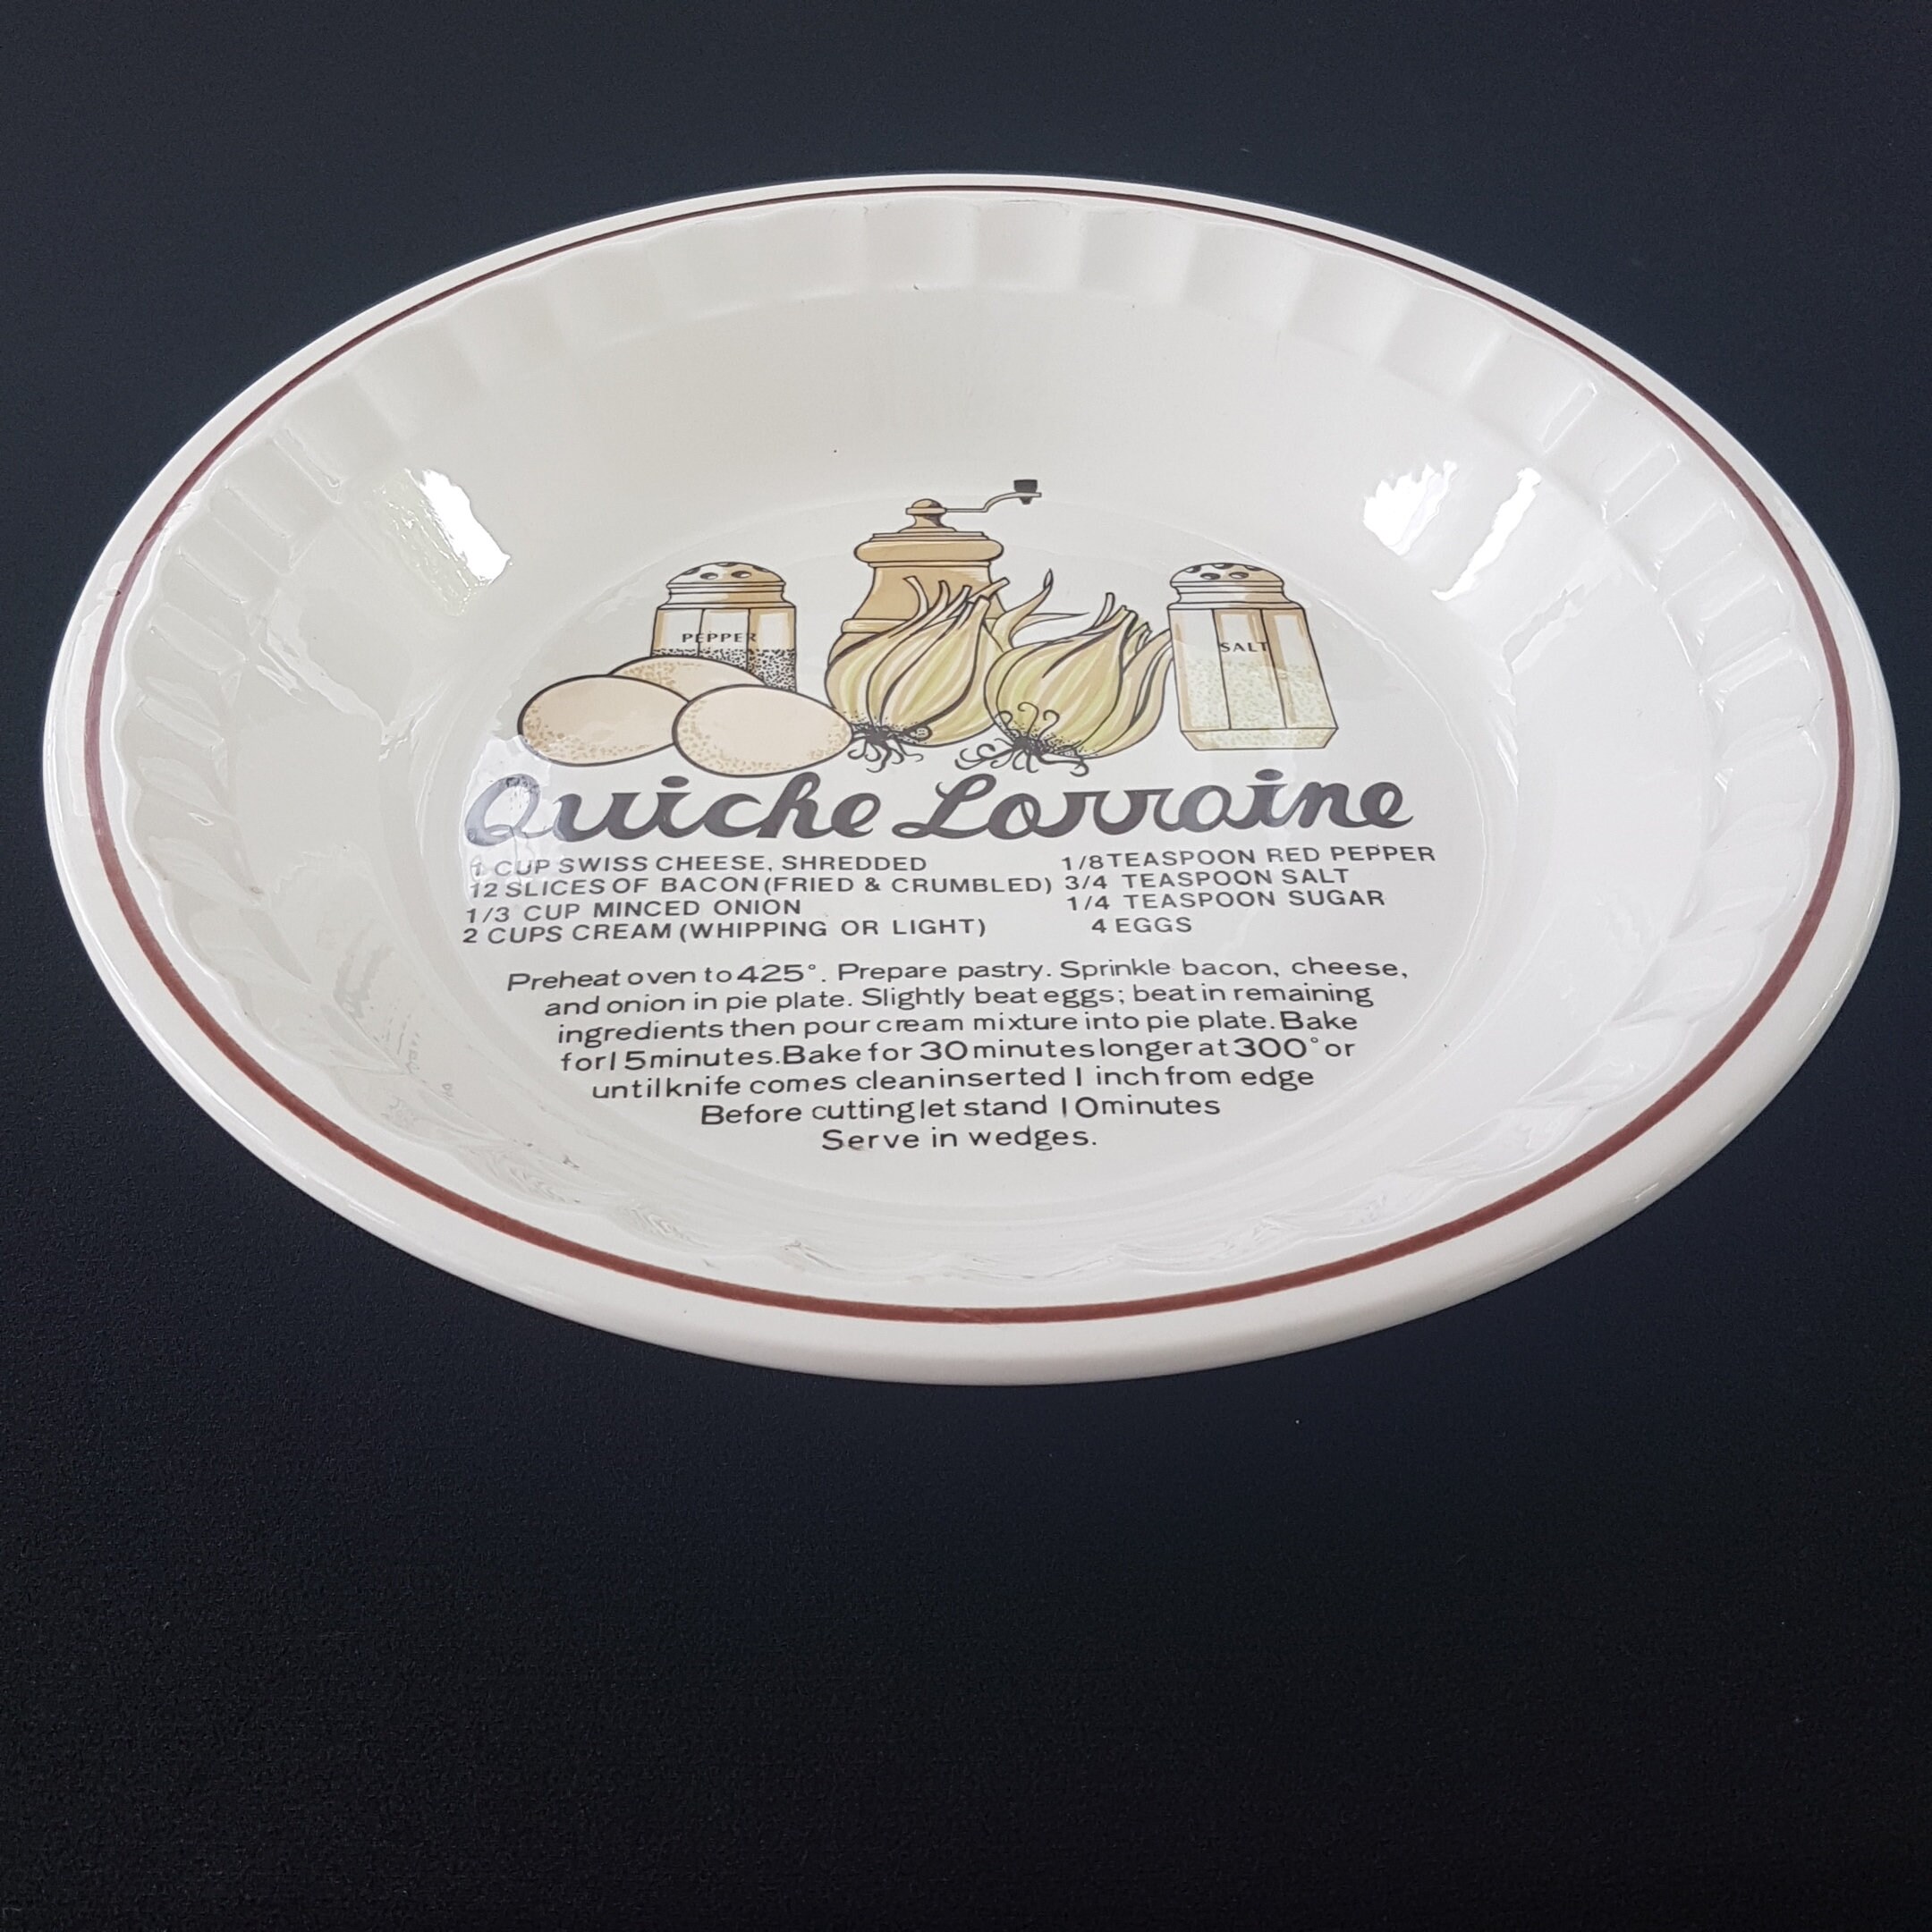 PEPPER
SALT
Quiche Lorraine
1 CUP SWISS CHEESE, SHREDDED
12 SLICES OF BACON (FRIED & CRUMBLED)
1/3 CUP MINCED ONION
2 CUPS CREAM (WHIPPING OR LIGHT)
1/8 TEASPOON RED PEPPER
3/4 TEASPOON SALT
1/4 TEASPOON SUGAR
4 EGGS
Preheat oven to 425°. Prepare pastry. Sprinkle bacon, cheese,
and onion in pie plate. Slightly beat eggs; beat in remaining
ingredients then pour cream mixture into pie plate. Bake
for 15 minutes. Bake for 30 minutes longer at 300° or
until knife comes clean inserted 1 inch from edge
Before cutting let stand 10 minutes
Serve in wedges.